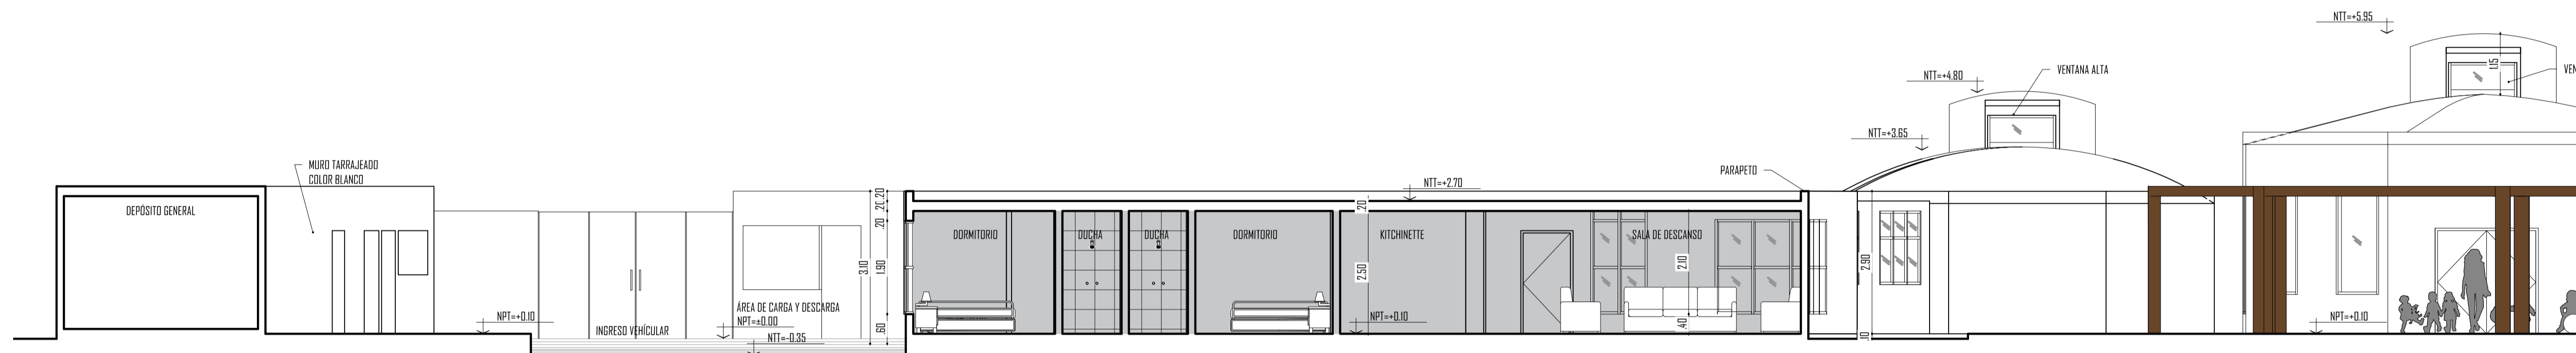 NTT=+5.95
VENTANA ALTA
NTT=+4.80
1.15
NTT=+3.65
MURO TARRAJEADO
COLOR BLANCO
PARAPETO
NTT=+2.70
DEPÓSITO GENERAL
.20
.20
.20
.20
DORMITORIO
DUCHA
DUCHA
DORMITORIO
KITCHINETTE
SALA DE DESCANSO
3.10
1.90
2.50
2.10
2.90
ÁREA DE CARGA Y DESCARGA
NPT=+0.10
NPT=±0.00
INGRESO VEHÍCULAR
NTT=-0.35
.60
NPT=+0.10
.40
.10
NPT=+0.10